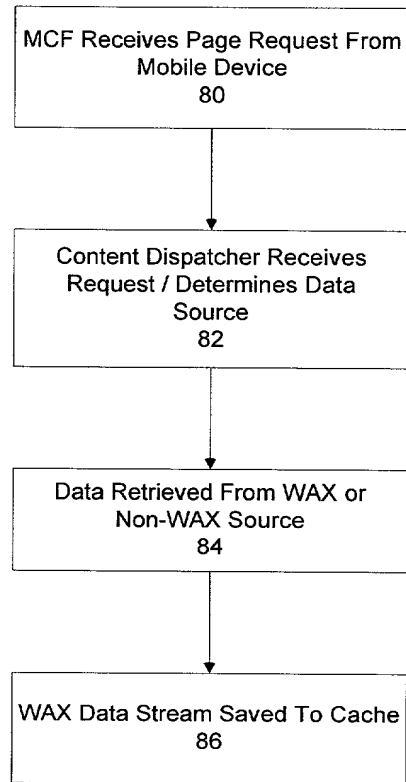 MCF Receives Page Request From
Mobile Device
80
Content Dispatcher Receives
Request / Determines Data
Source
82
Data Retrieved From WAX or
Non-WAX Source
84
WAX Data Stream Saved To Cache
86